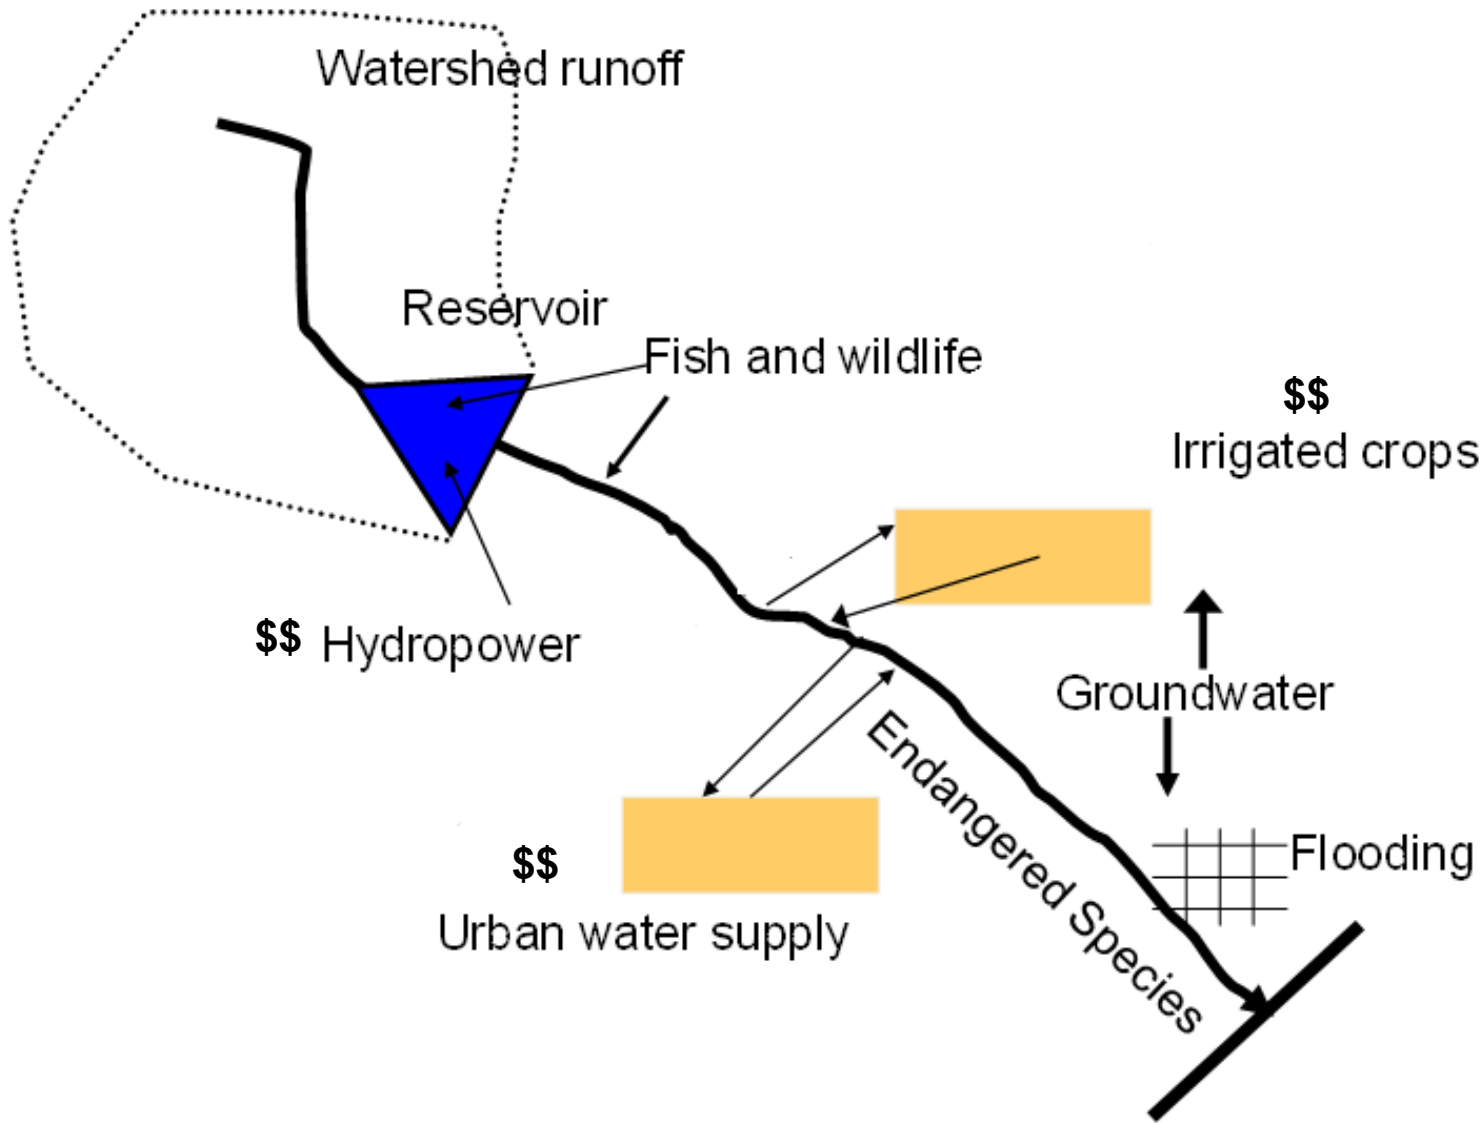 Watershed runoff
Reservoir
Fish and wildlife
$$
Irrigated crops
$$ Hydropower
Groundwater
Endangered Species
Flooding
$$
Urban water supply